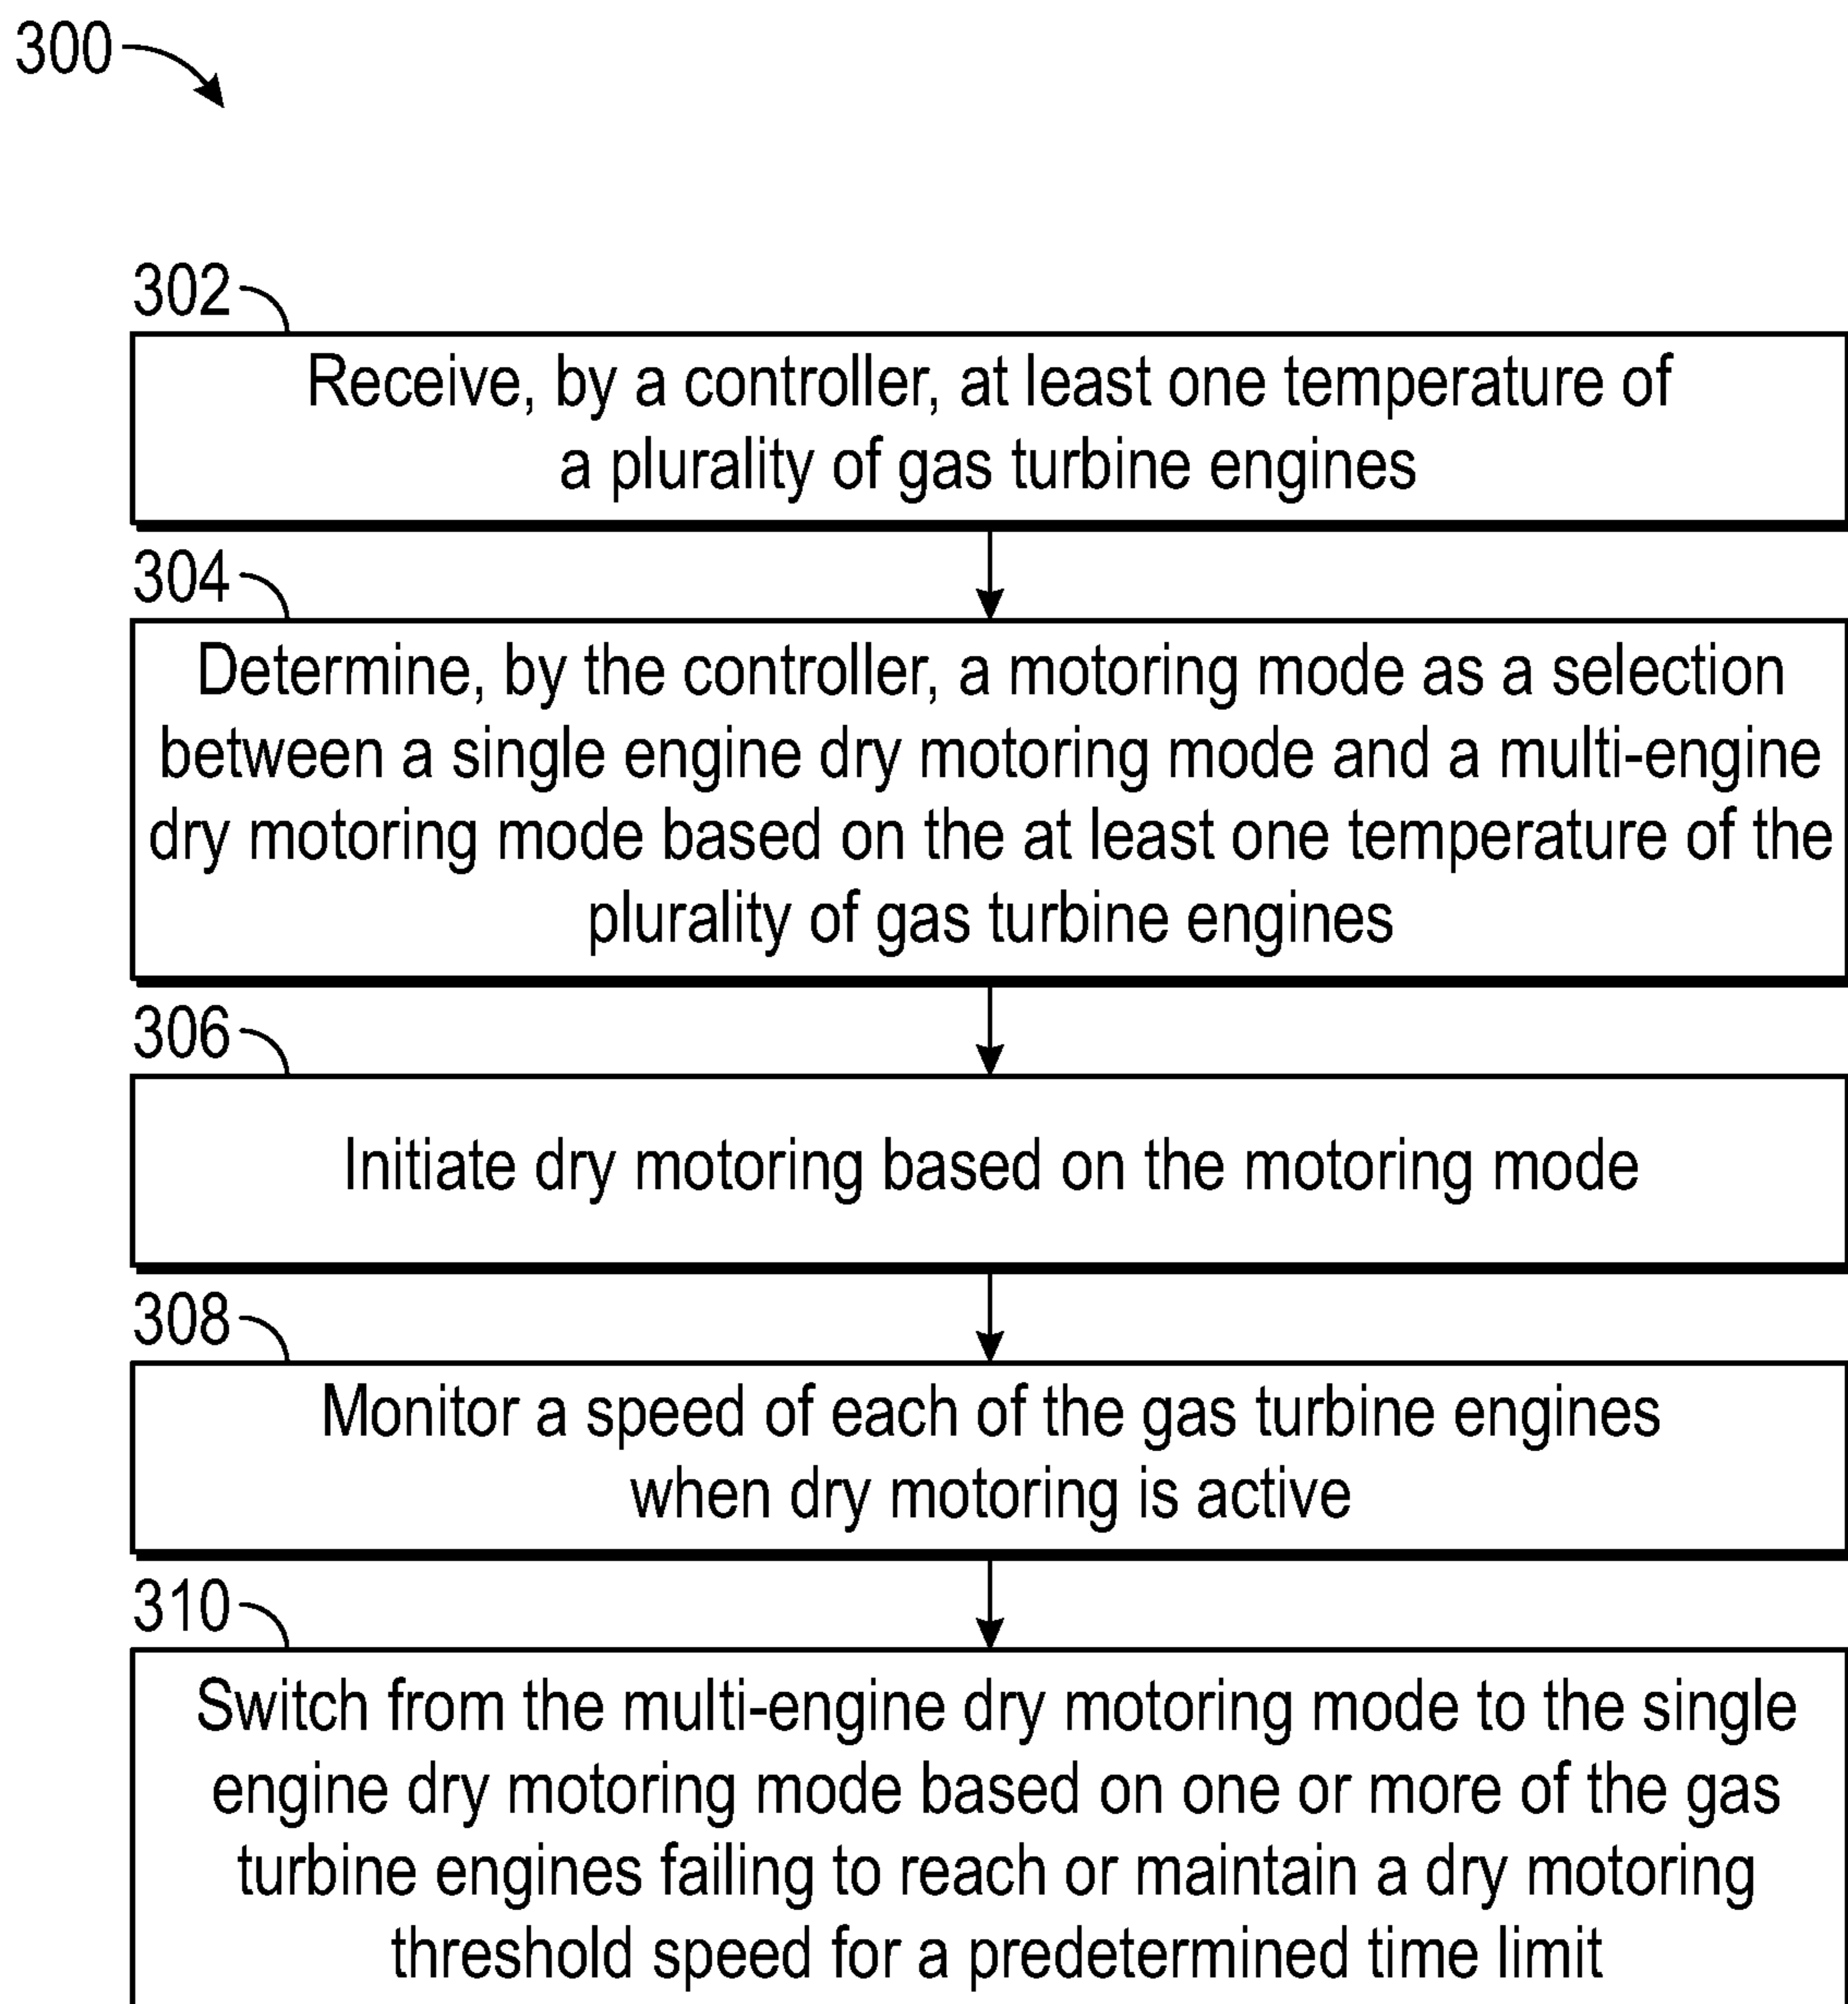 300
302
Receive, by a controller, at least one temperature of
a plurality of gas turbine engines
304
Determine, by the controller, a motoring mode as a selection
between a single engine dry motoring mode and a multi-engine
dry motoring mode based on the at least one temperature of the
plurality of gas turbine engines
306
Initiate dry motoring based on the motoring mode
308
Monitor a speed of each of the gas turbine engines
when dry motoring is active
310
Switch from the multi-engine dry motoring mode to the single
engine dry motoring mode based on one or more of the gas
turbine engines failing to reach or maintain a dry motoring
threshold speed for a predetermined time limit